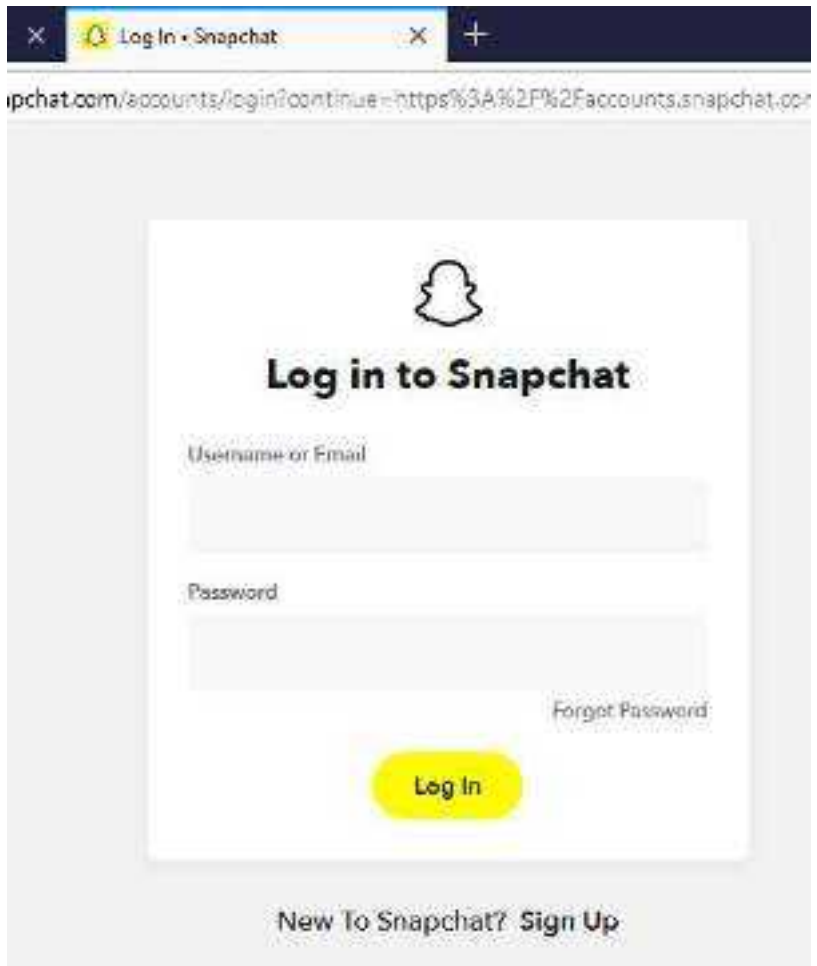 Log In • Snapchat
pchat.com/accounts/login?continue=https%3A%2F%2Faccounts.snapchat.com
Log in to Snapchat
Username or Email
Password
Forgot Password
Log In
New To Snapchat? Sign Up